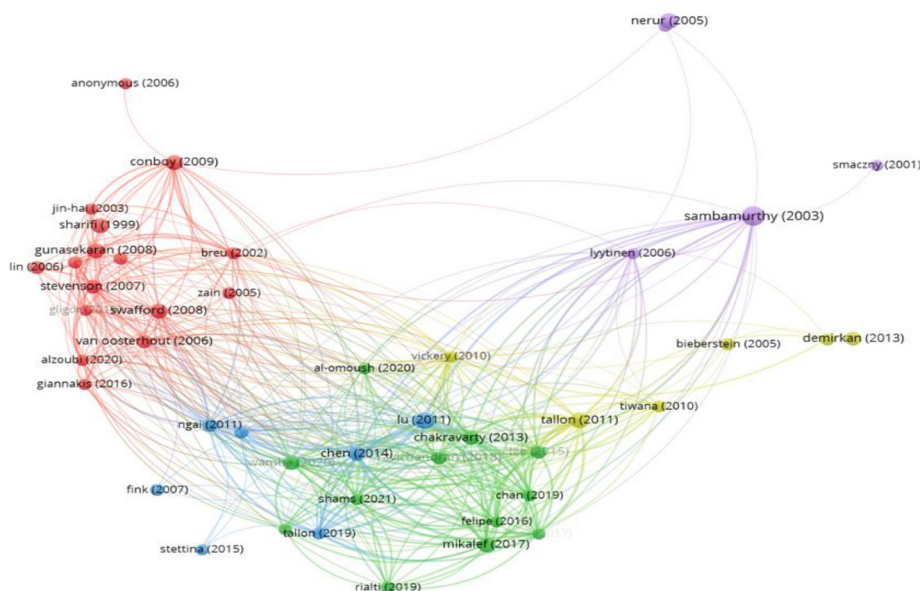 nerur (2005)
anonymous (2006)
conboy (2009)
smaczny (2001)
jin-hai (2003)
sambamurthy (2003)
sharifi (1999)
gunasekaran (2008)
breu (2002)
lyytinen (2006)
lin (2006)
stevenson (2007)
zain (2005)
swafford (2008)
van oosterhout (2006)
bieberstein (2005)
demirkan (2013)
vickery (2010)
alzoubi (2020)
al-omoush (2020)
giannakis (2016)
tiwana (2010)
ngai (2011)
lu (2011)
tallon (2011)
chakravarty (2013)
chen (2014)
wamba (2020)
fink (2007)
shams (2021)
chan (2019)
felipe (2016)
tallon (2019)
stettina (2015)
mikalef (2017)
rialti (2019)